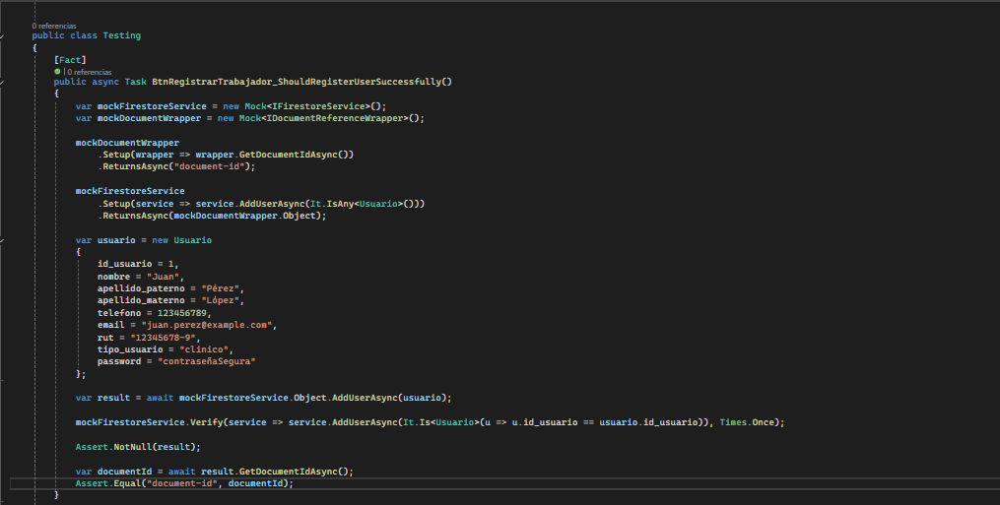 0 referencias
public class Testing
{
[Fact]
| 0 referencias
public async Task BtnRegistrarTrabajador_ShouldRegisterUserSuccessfully()
{
var mockFirestoreService = new Mock<IFirestoreService>();
var mockDocumentWrapper = new Mock<IDocumentReferenceWrapper>();
mockDocumentWrapper
.Setup(wrapper => wrapper.GetDocumentIdAsync())
.ReturnsAsync("document-id");
mockFirestoreService
.Setup(service => service.AddUserAsync(It.IsAny<Usuario>()))
.ReturnsAsync(mockDocumentWrapper.Object);
var usuario = new Usuario
{
id_usuario = 1,
nombre = "Juan",
apellido_paterno = "Pérez",
apellido_materno = "López",
telefono = 123456789,
email = "juan.perez@example.com",
rut = "12345678-9",
tipo_usuario = "clinico",
password = "contraseñaSegura"
};
var result = await mockFirestoreService.Object.AddUserAsync(usuario);
mockFirestoreService.Verify(service => service.AddUserAsync(It.Is<Usuario>(u => u.id_usuario == usuario.id_usuario)), Times.Once);
Assert.NotNull(result);
var documentId = await result.GetDocumentIdAsync();
Assert.Equal("document-id", documentId);
}